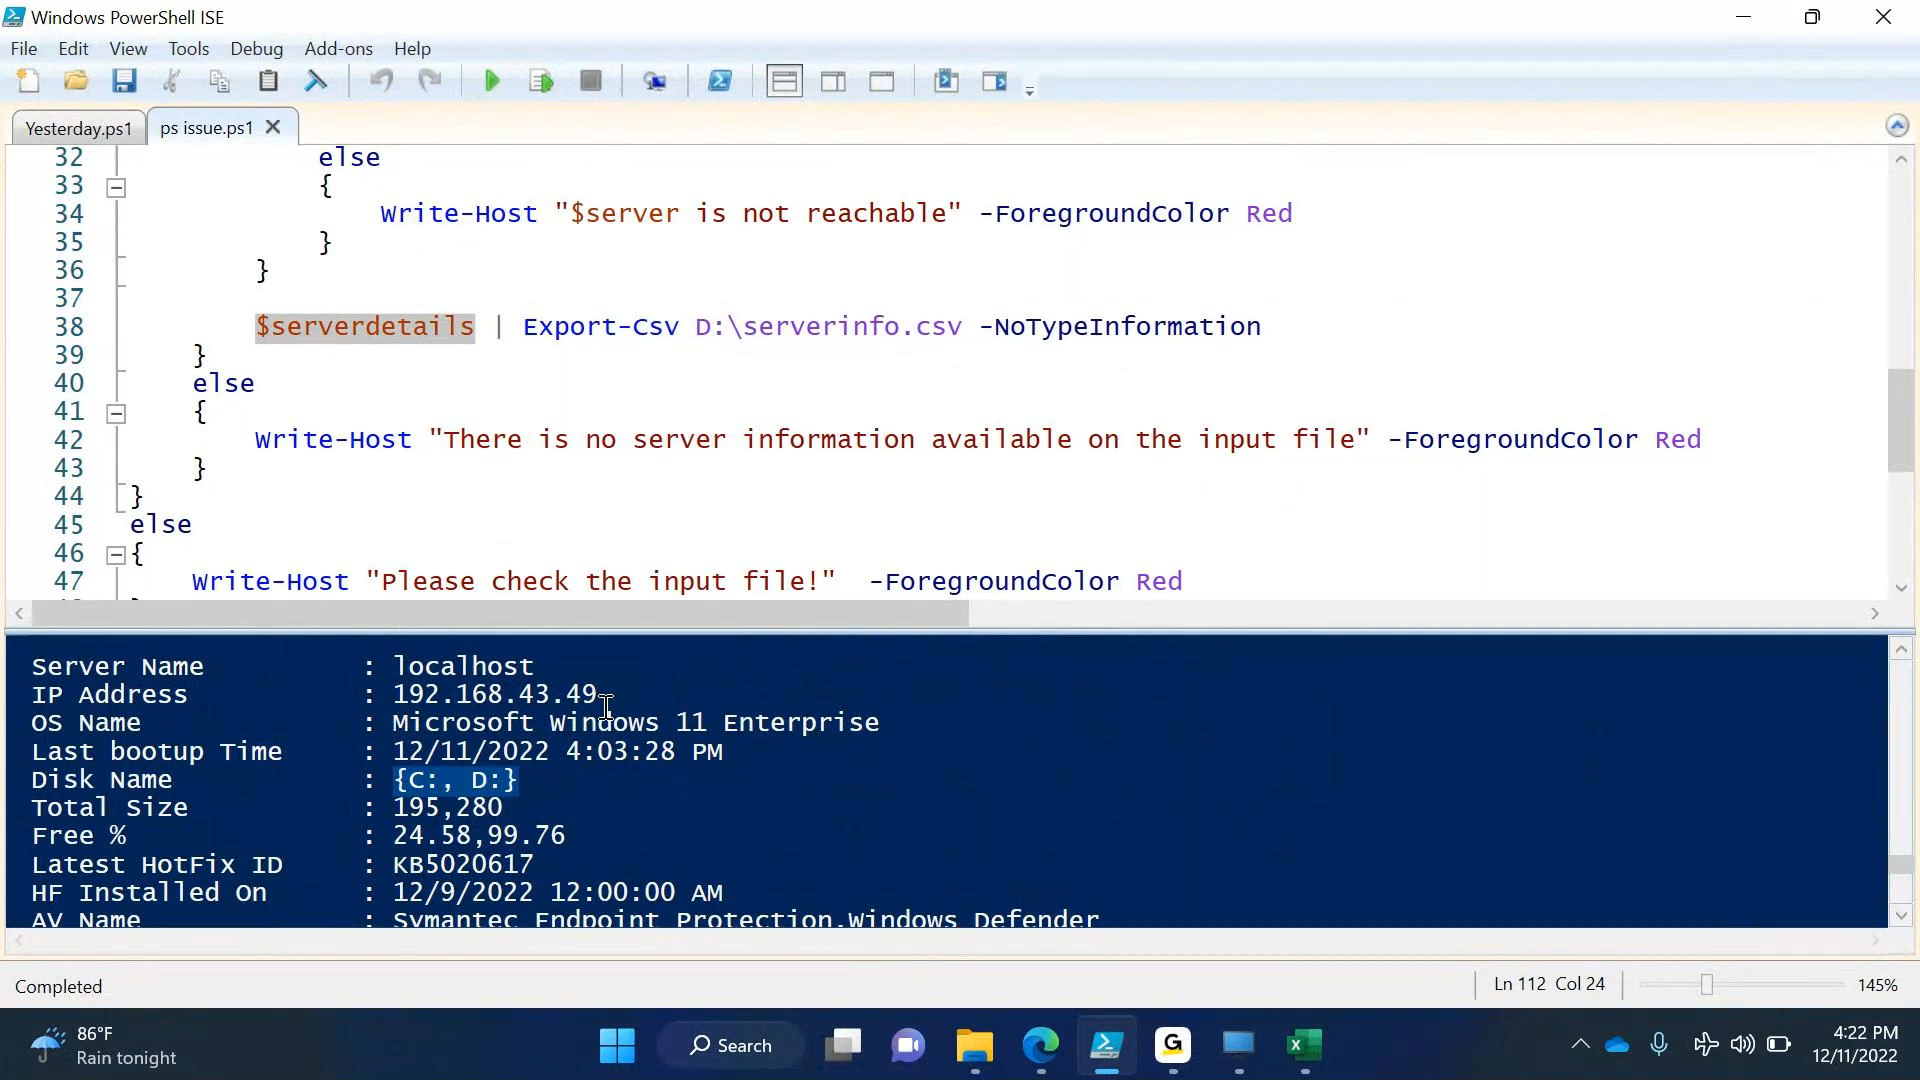 Windows PowerShell ISE
File Edit View Tools Debug Add-ons Help
Yesterday.ps1 ps issue.ps1
32 else
33 {
34 Write-Host "$server is not reachable" -ForegroundColor Red
35 }
36 }
37
38 $serverdetails | Export-Csv D:\serverinfo.csv -NoTypeInformation
39 }
40 else
41 {
42 Write-Host "There is no server information available on the input file" -ForegroundColor Red
43 }
44 }
45 else
46 {
47 Write-Host "Please check the input file!" -ForegroundColor Red
Server Name : localhost
IP Address : 192.168.43.49
OS Name : Microsoft Windows 11 Enterprise
Last bootup Time : 12/11/2022 4:03:28 PM
Disk Name : {C:, D:}
Total Size : 195,280
Free % : 24.58,99.76
Latest HotFix ID : KB5020617
HF Installed On : 12/9/2022 12:00:00 AM
AV Name : Symantec Endpoint Protection,Windows Defender
Completed Ln 112 Col 24 145%
86°F
Rain tonight
Search
G
4:22 PM
12/11/2022